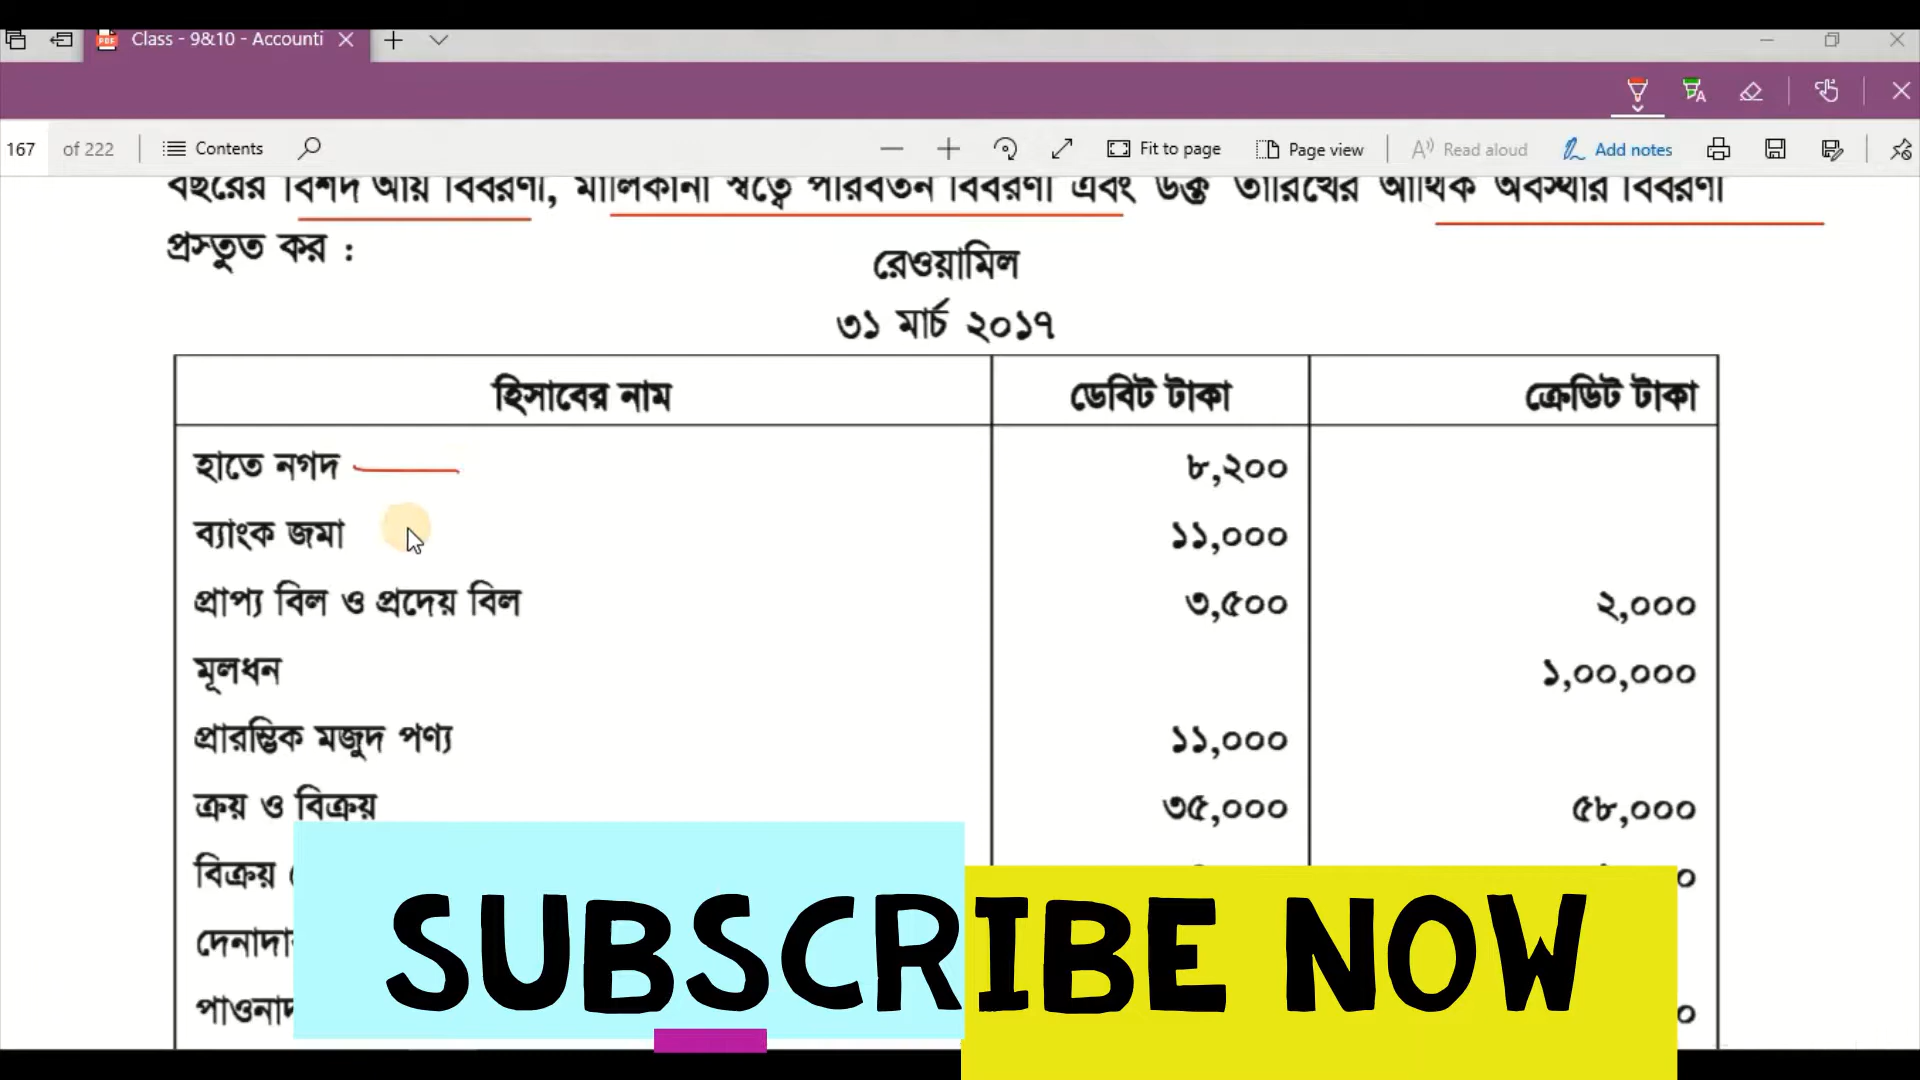 Class - 9&10 - Accounti
167 of 222 Contents Fit to page Page view Read aloud Add notes
বছরের বিশদ আয় বিবরণী, মালিকানা স্বত্বে পরিবর্তন বিবরণী এবং উক্ত তারিখের আর্থিক অবস্থার বিবরণী
প্রস্তুত কর :
রেওয়ামিল
৩১ মার্চ ২০১৭
হিসাবের নাম ডেবিট টাকা ক্রেডিট টাকা
হাতে নগদ ৮,২০০
ব্যাংক জমা ১১,০০০
প্রাপ্য বিল ও প্রদেয় বিল ৩,৫০০ ২,০০০
মূলধন ১,০০,০০০
প্রারম্ভিক মজুদ পণ্য ১১,০০০
ক্রয় ও বিক্রয় ৩৫,০০০ ৫৮,০০০
বিক্রয়
SUBSCRIBE NOW